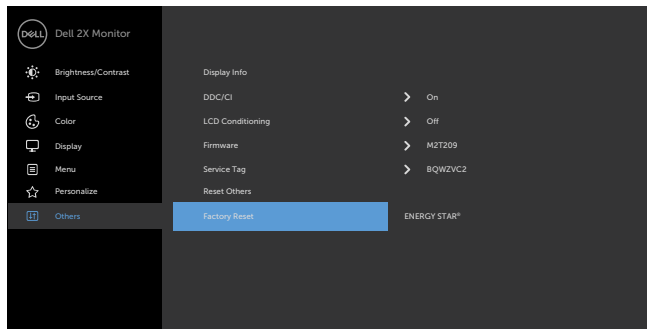 DELL Dell 2X Monitor
Brightness/Contrast Display Info
Input Source DDC/CI On
Color LCD Conditioning Off
Display Firmware M2T209
Menu Service Tag BQWZVC2
Personalize Reset Others
Others Factory Reset ENERGY STAR®